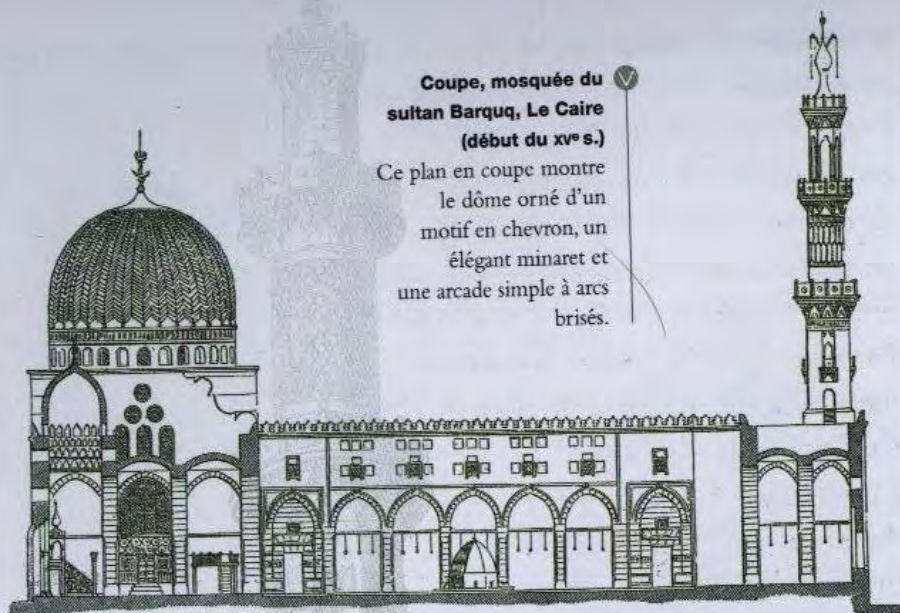 Coupe, mosquée du
sultan Barquq, Le Caire
(début du XVe s.)
Ce plan en coupe montre
le dôme orné d'un
motif en chevron, un
élégant minaret et
une arcade simple à arcs
brisés.